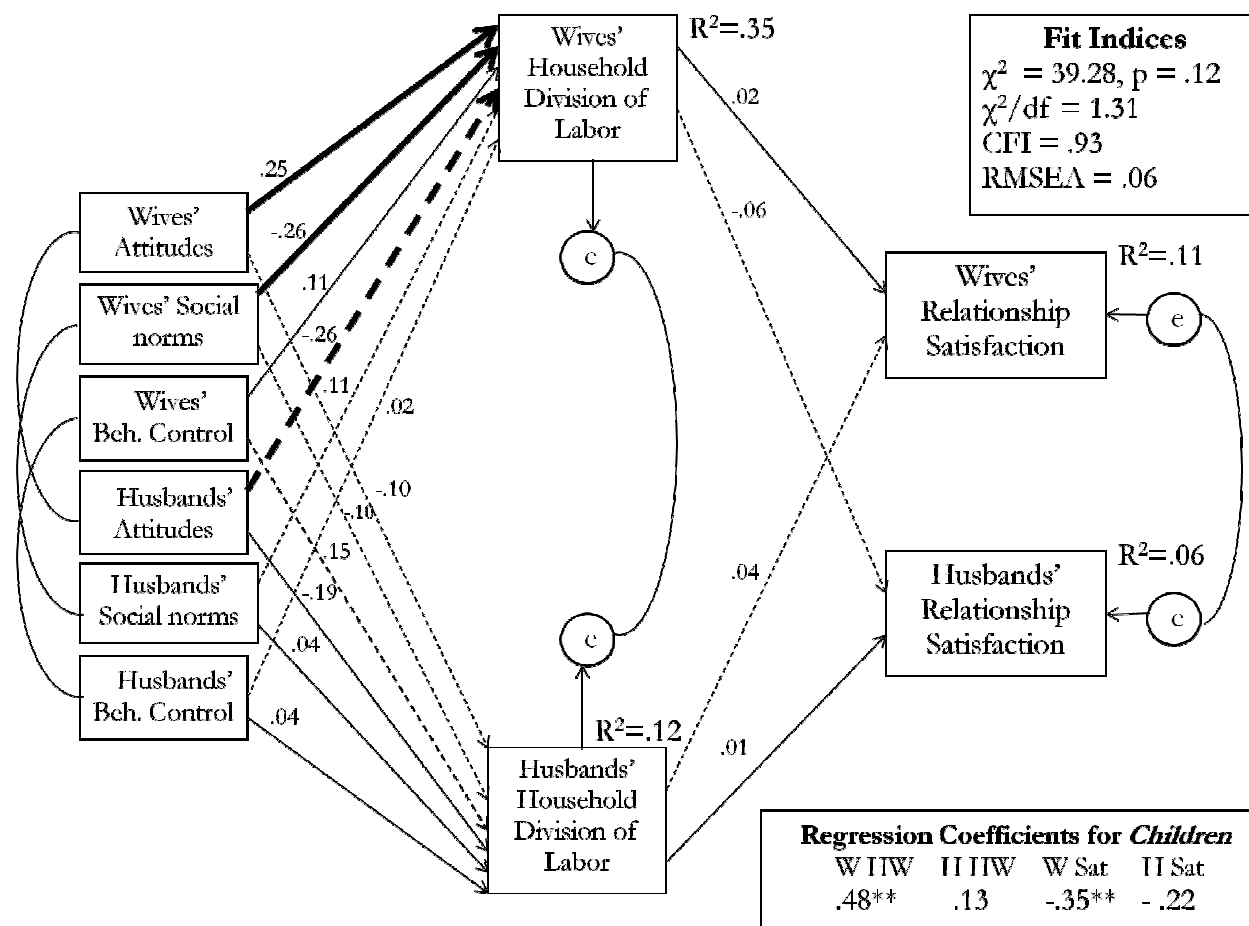 Wives'
Household
Division of
Labor
R²=.35
Fit Indices
χ² = 39.28, p = .12
χ²/df = 1.31
CFI = .93
RMSEA = .06
.02
-.06
.25
-.26
.11
-.26
.11
.02
Wives'
Attitudes
Wives' Social
norms
Wives'
Beh. Control
Husbands'
Attitudes
Husbands'
Social norms
Husbands'
Beh. Control
e
Wives'
Relationship
Satisfaction
R²=.11
e
-.10
-.10
.15
-.19
.04
.04
e
Husbands'
Relationship
Satisfaction
R²=.06
e
.04
.01
R²=.12
Husbands'
Household
Division of
Labor
Regression Coefficients for Children
W HW H HW W Sat H Sat
.48** .13 -.35** - .22